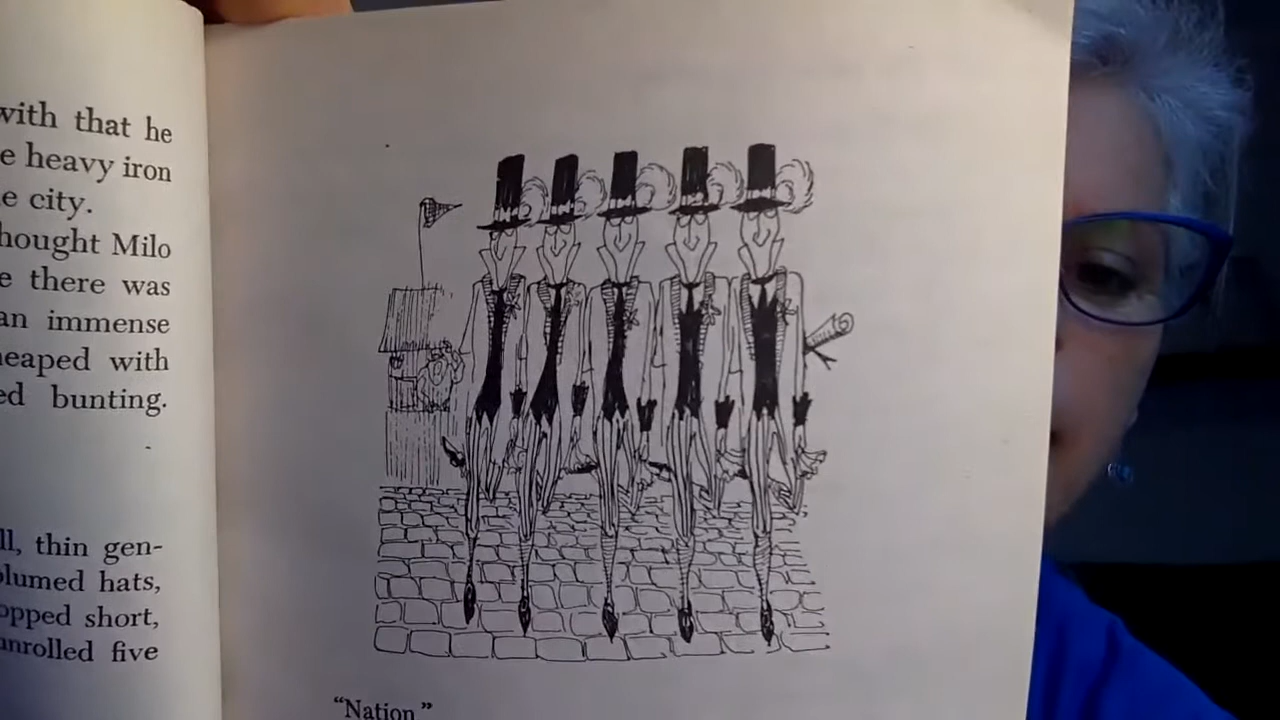 with that he
e heavy iron
e city.
hought Milo
e there was
an immense
eaped with
ed bunting.
ll, thin gen-
lumed hats,
opped short,
unrolled five
“Nation”